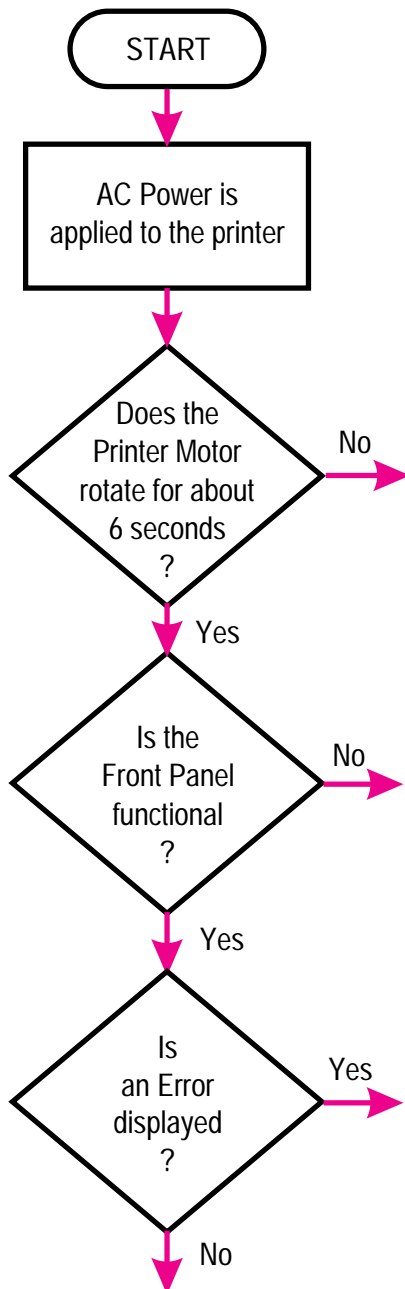 START
AC Power is
applied to the printer
Does the
Printer Motor
rotate for about
6 seconds
?
No
Yes
Is the
Front Panel
functional
?
No
Yes
Is
an Error
displayed
?
Yes
No